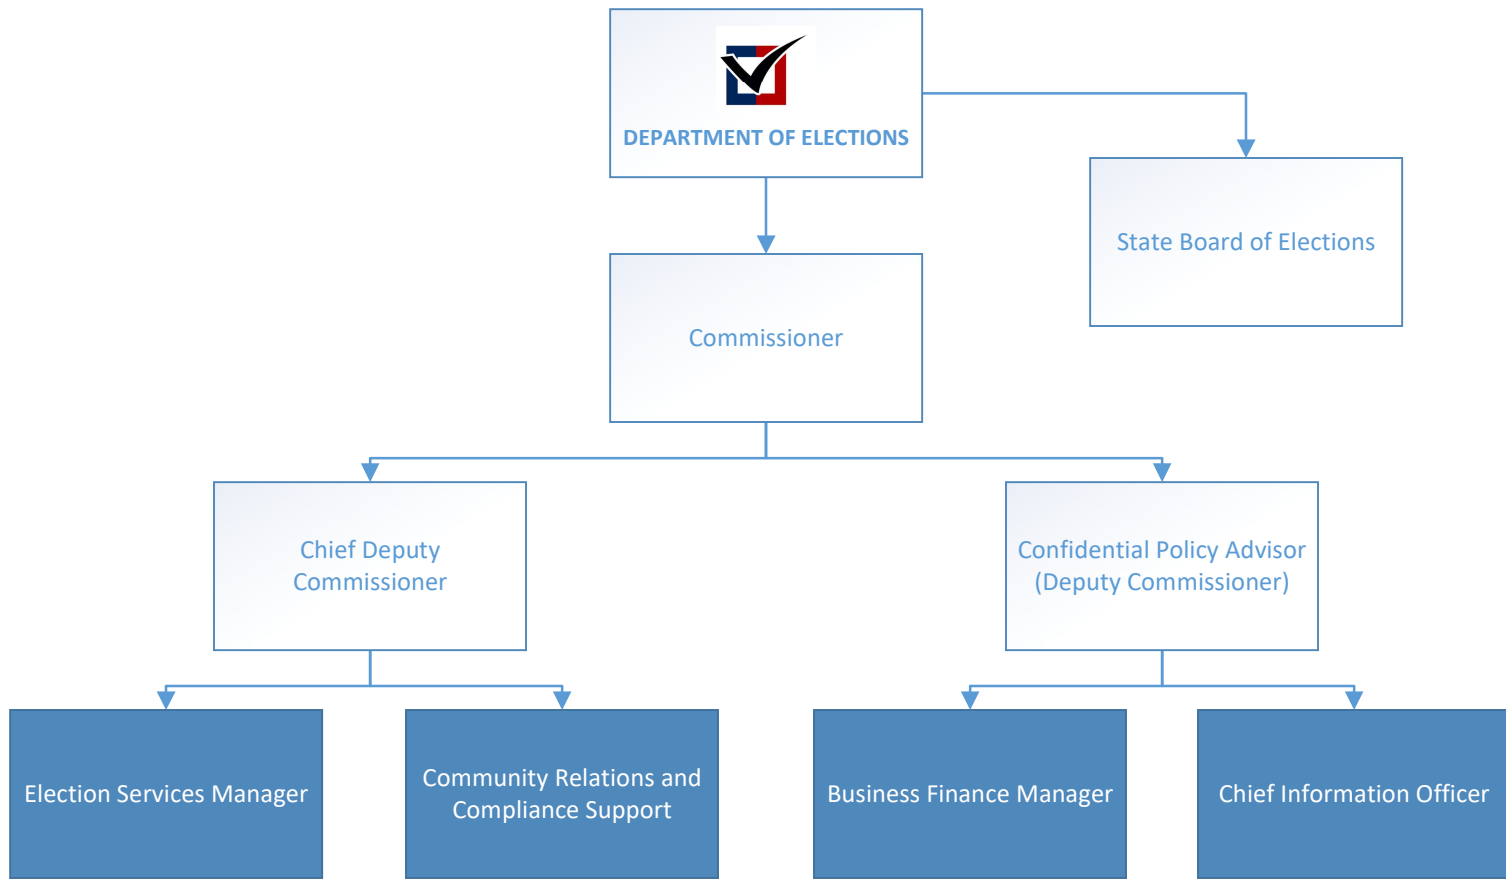 DEPARTMENT OF ELECTIONS
State Board of Elections
Commissioner
Chief Deputy
Commissioner
Confidential Policy Advisor
(Deputy Commissioner)
Election Services Manager
Community Relations and
Compliance Support
Business Finance Manager
Chief Information Officer